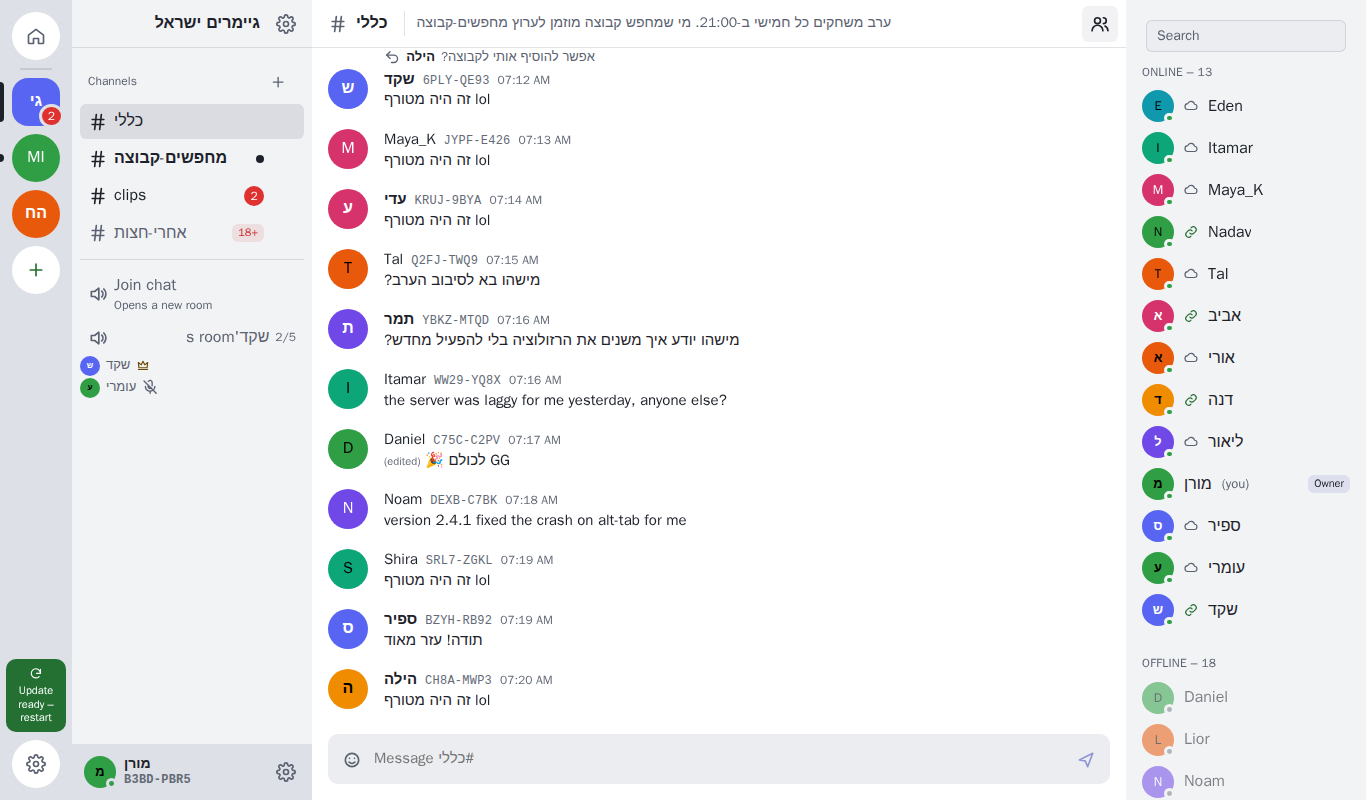 גי
2
MI
הח
Update ready – restart
גיימרים ישראל
Channels
# כללי
# מחפשים-קבוצה
# clips 2
# אחרי-חצות 18+
Join chat
Opens a new room
שקד's room 2/5
ש שקד
ע עומרי
מ מורן
B3BD-PBR5
# כללי ערב משחקים כל חמישי ב-21:00. מי שמחפש קבוצה מוזמן לערוץ מחפשים-קבוצה
הילה אפשר להוסיף אותי לקבוצה?
ש שקד 6PLY-QE93 07:12 AM
זה היה מטורף lol
M Maya_K JYPF-E426 07:13 AM
זה היה מטורף lol
ע עדי KRUJ-9BYA 07:14 AM
זה היה מטורף lol
T Tal Q2FJ-TWQ9 07:15 AM
מישהו בא לסיבוב הערב?
ת תמר YBKZ-MTQD 07:16 AM
מישהו יודע איך משנים את הרזולוציה בלי להפעיל מחדש?
I Itamar WW29-YQ8X 07:16 AM
the server was laggy for me yesterday, anyone else?
D Daniel C75C-C2PV 07:17 AM
GG לכולם 🎉 (edited)
N Noam DEXB-C7BK 07:18 AM
version 2.4.1 fixed the crash on alt-tab for me
S Shira SRL7-ZGKL 07:19 AM
זה היה מטורף lol
ס ספיר BZYH-RB92 07:19 AM
תודה! עזר מאוד
ה הילה CH8A-MWP3 07:20 AM
זה היה מטורף lol
Message #כללי
Search
ONLINE – 13
E Eden
I Itamar
M Maya_K
N Nadav
T Tal
א אביב
א אורי
ד דנה
ל ליאור
מ מורן (you) Owner
ס ספיר
ע עומרי
ש שקד
OFFLINE – 18
D Daniel
L Lior
N Noam